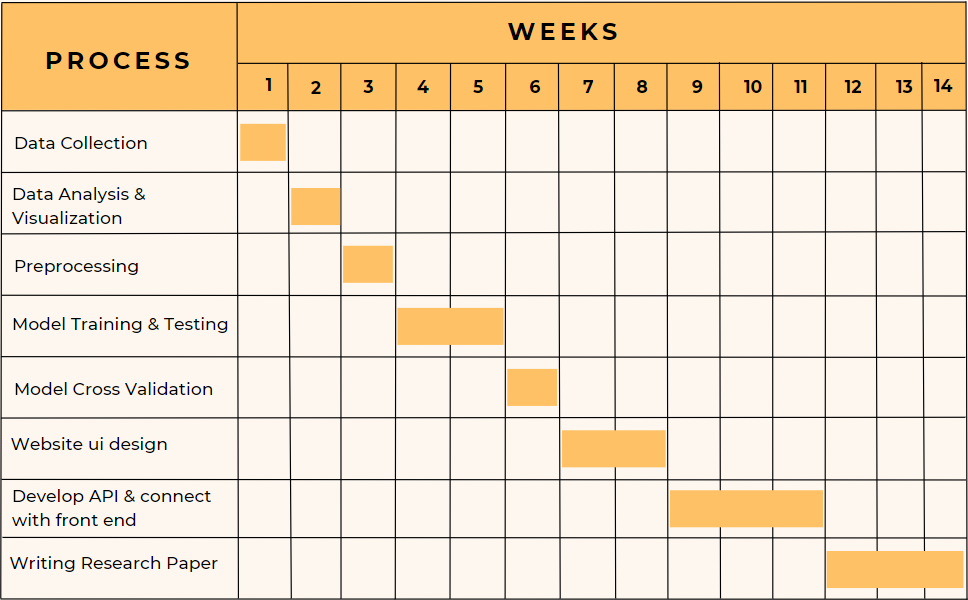 PROCESS
WEEKS
1 2 3 4 5 6 7 8 9 10 11 12 13 14
Data Collection
Data Analysis &
Visualization
Preprocessing
Model Training & Testing
Model Cross Validation
Website ui design
Develop API & connect
with front end
Writing Research Paper